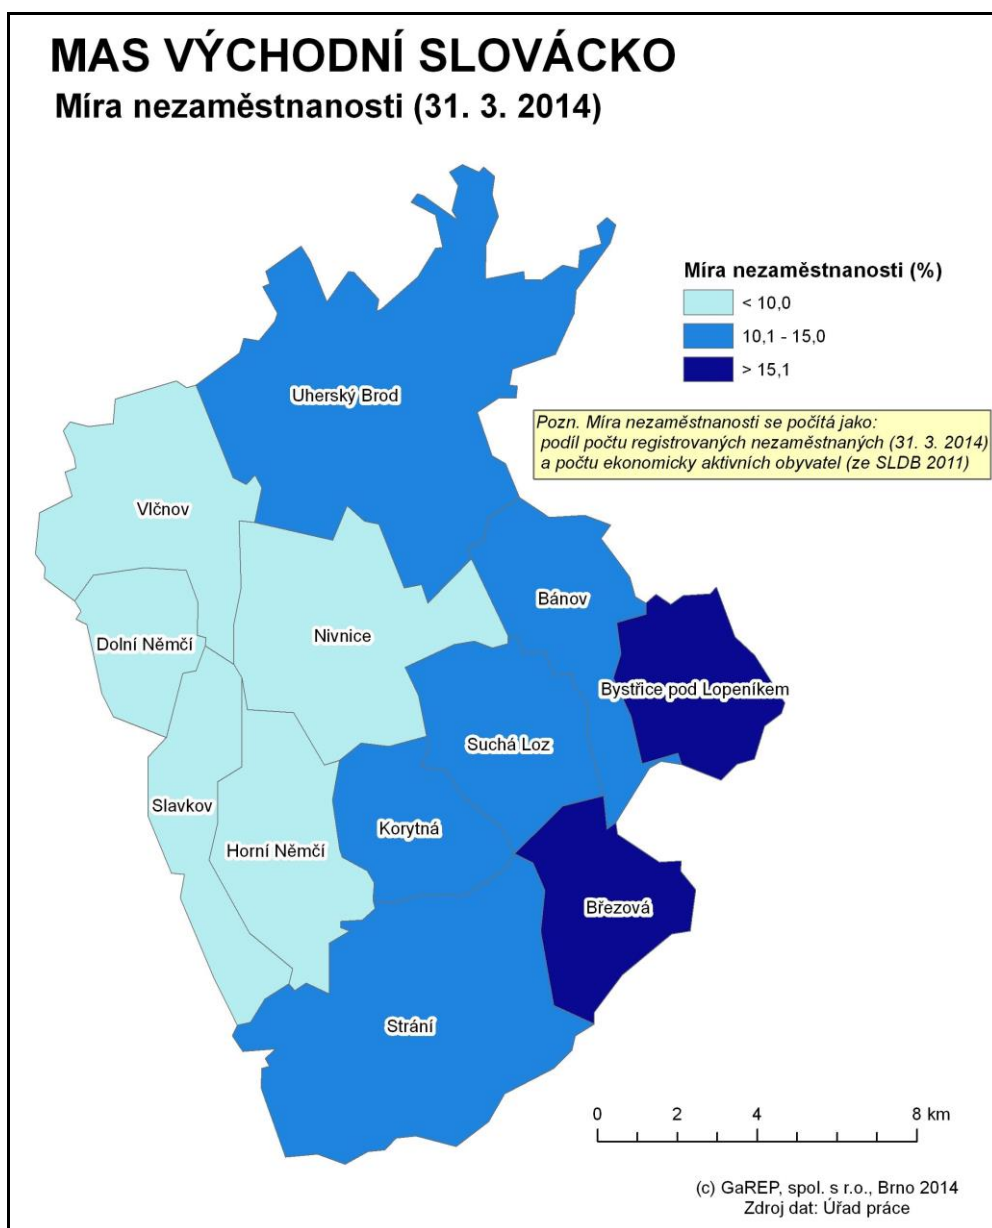 MAS VÝCHODNÍ SLOVÁCKO
Míra nezaměstnanosti (31. 3. 2014)
Míra nezaměstnanosti (%)
< 10,0
10,1 - 15,0
> 15,1
Uherský Brod
Pozn. Míra nezaměstnanosti se počítá jako:
podíl počtu registrovaných nezaměstnaných (31. 3. 2014)
a počtu ekonomicky aktivních obyvatel (ze SLDB 2011)
Vlčnov
Bánov
Nivnice
Dolní Němčí
Bystřice pod Lopeníkem
Suchá Loz
Slavkov
Korytná
Horní Němčí
Březová
Strání
0 2 4 8 km
(c) GaREP, spol. s r.o., Brno 2014
Zdroj dat: Úřad práce